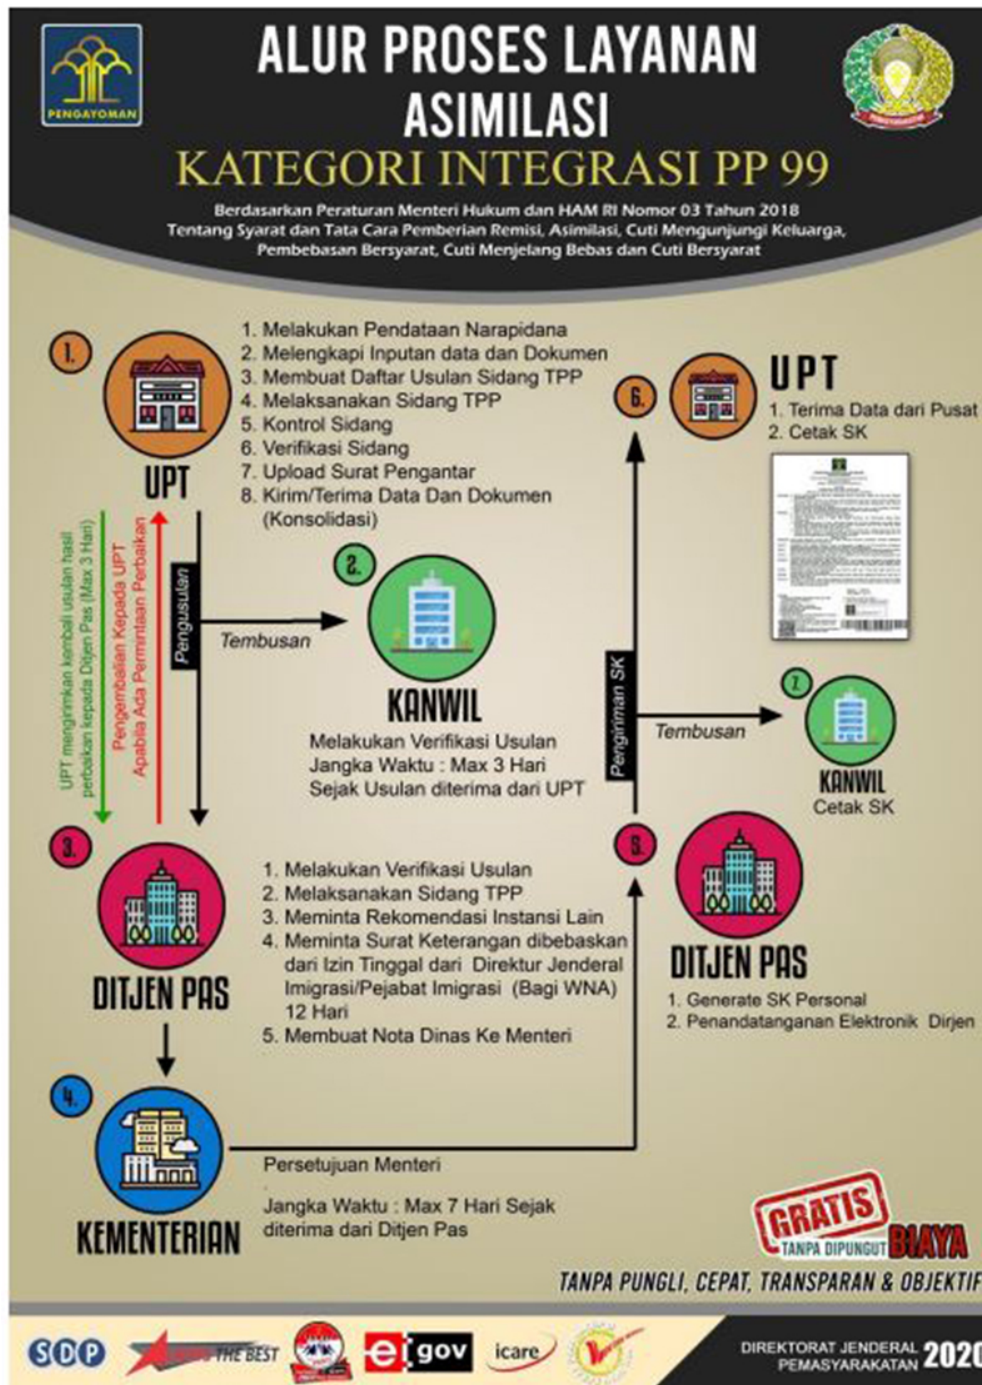 PENGAYOMAN
ALUR PROSES LAYANAN
ASIMILASI
KATEGORI INTEGRASI PP 99
PEMASYARAKATAN
Berdasarkan Peraturan Menteri Hukum dan HAM RI Nomor 03 Tahun 2018
Tentang Syarat dan Tata Cara Pemberian Remisi, Asimilasi, Cuti Mengunjungi Keluarga,
Pembebasan Bersyarat, Cuti Menjelang Bebas dan Cuti Bersyarat
1.
UPT
1. Melakukan Pendataan Narapidana
2. Melengkapi Inputan data dan Dokumen
3. Membuat Daftar Usulan Sidang TPP
4. Melaksanakan Sidang TPP
5. Kontrol Sidang
6. Verifikasi Sidang
7. Upload Surat Pengantar
8. Kirim/Terima Data Dan Dokumen
(Konsolidasi)
UPT mengirimkan kembali usulan hasil
perbaikan kepada Ditjen Pas (Max 3 Hari)
Pengembalian Kepada UPT
Apabila Ada Permintaan Perbaikan
Pengusulan
Tembusan
2.
KANWIL
Melakukan Verifikasi Usulan
Jangka Waktu : Max 3 Hari
Sejak Usulan diterima dari UPT
3.
DITJEN PAS
1. Melakukan Verifikasi Usulan
2. Melaksanakan Sidang TPP
3. Meminta Rekomendasi Instansi Lain
4. Meminta Surat Keterangan dibebaskan
dari Izin Tinggal dari Direktur Jenderal
Imigrasi/Pejabat Imigrasi (Bagi WNA)
12 Hari
5. Membuat Nota Dinas Ke Menteri
4.
KEMENTERIAN
Persetujuan Menteri
Jangka Waktu : Max 7 Hari Sejak
diterima dari Ditjen Pas
5.
DITJEN PAS
1. Generate SK Personal
2. Penandatanganan Elektronik Dirjen
Pengiriman SK
Tembusan
6.
UPT
1. Terima Data dari Pusat
2. Cetak SK
7.
KANWIL
Cetak SK
GRATIS
TANPA DIPUNGUT BIAYA
TANPA PUNGLI, CEPAT, TRANSPARAN & OBJEKTIF
SDP
THE BEST
e gov
icare
DIREKTORAT JENDERAL
PEMASYARAKATAN 2020